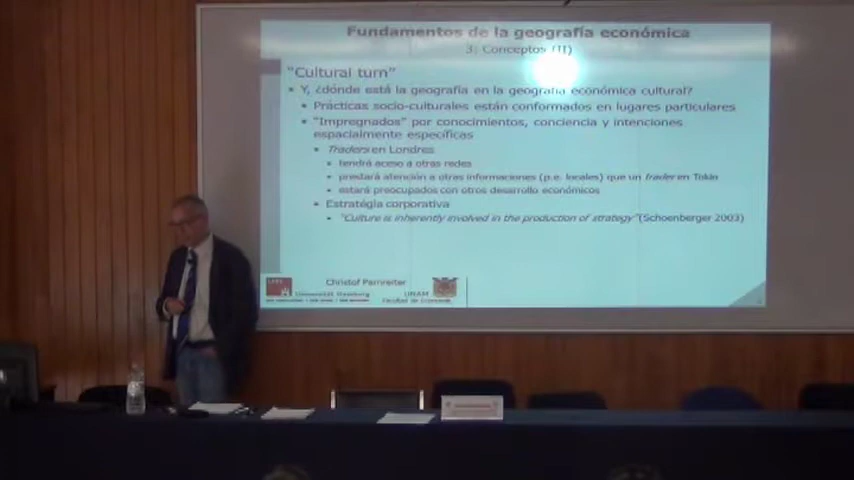 Fundamentos de la geografía económica
3. Conceptos (II)
"Cultural turn"
Y, ¿dónde está la geografía en la geografía económica cultural?
Prácticas socio-culturales están conformados en lugares particulares
"Impregnados" por conocimientos, conciencia y intenciones
espacialmente específicas
Traders en Londres
tendrá aceso a otras redes
prestará atención a otras informaciones (p.e. locales) que un trader en Tokio
estará preocupados con otros desarrollo económicos
Estratégia corporativa
"Culture is inherently involved in the production of strategy" (Schoenberger 2003)
Christof Parnreiter
Universität Hamburg
UNAM
Facultad de Economía